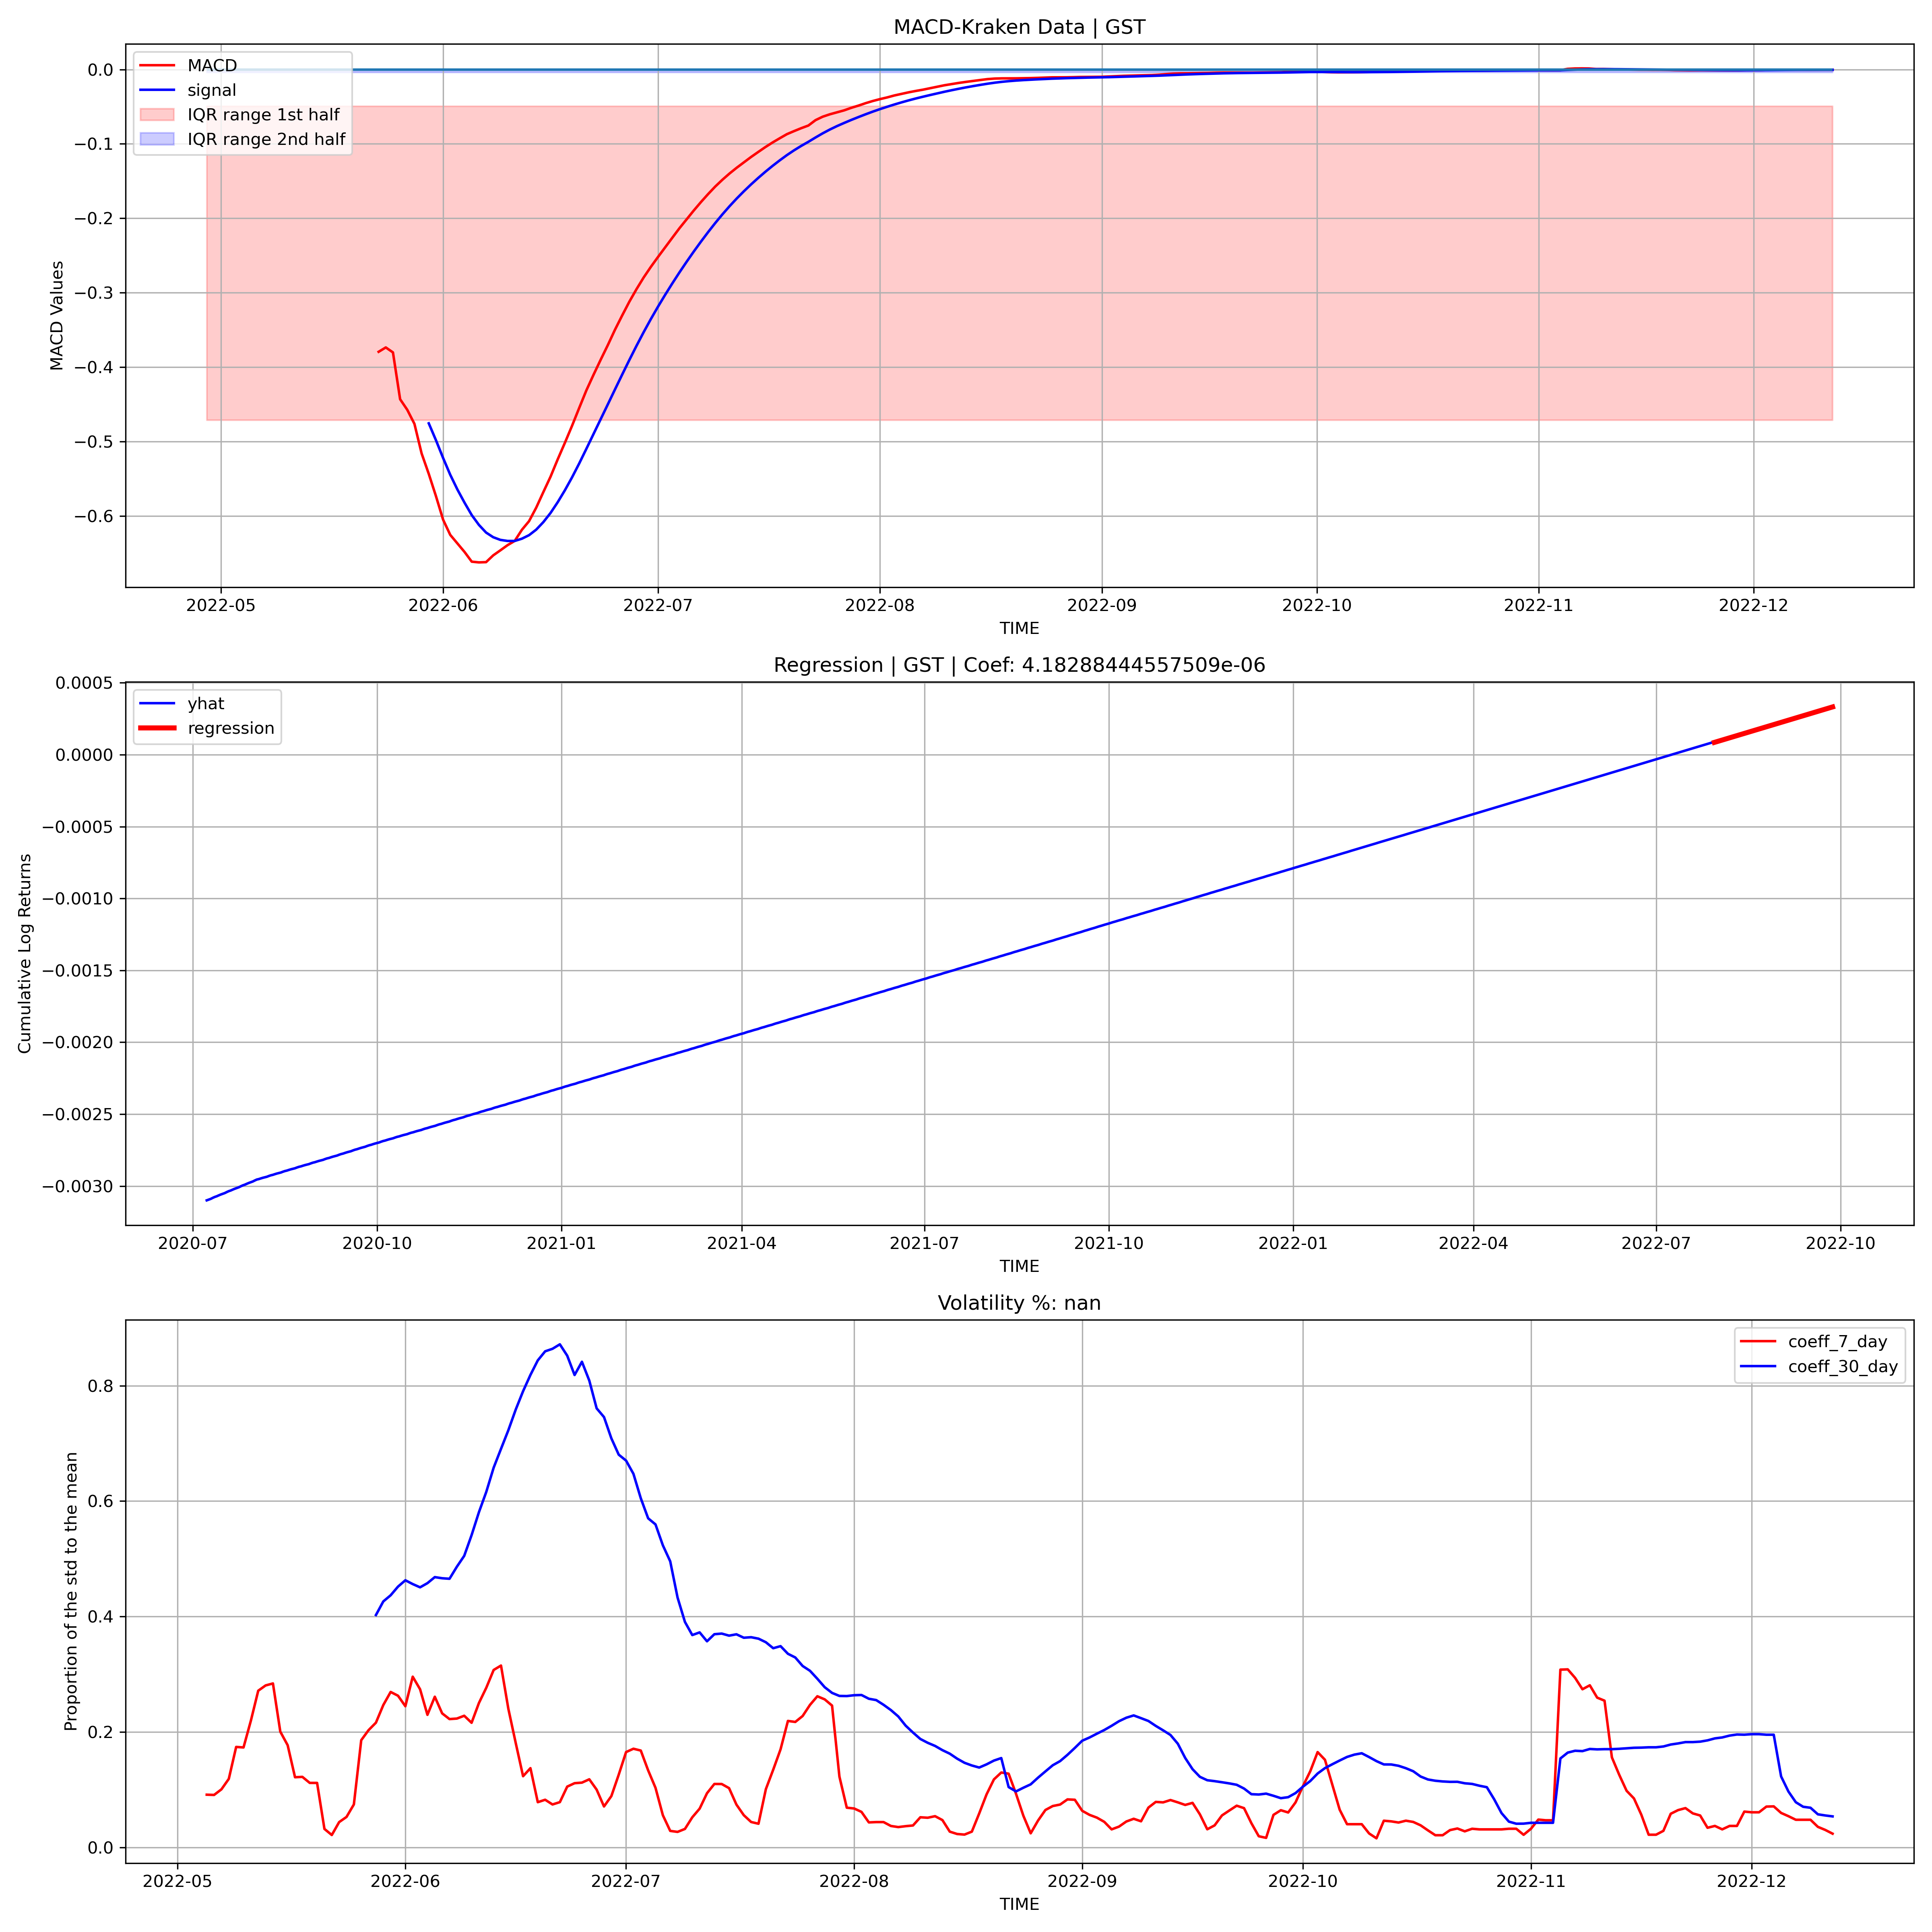 MACD-Kraken Data | GST
MACD
signal
IQR range 1st half
IQR range 2nd half
0.0
−0.1
−0.2
−0.3
−0.4
−0.5
−0.6
MACD Values
2022-05 2022-06 2022-07 2022-08 2022-09 2022-10 2022-11 2022-12
TIME
Regression | GST | Coef: 4.18288444557509e-06
yhat
regression
0.0005
0.0000
−0.0005
−0.0010
−0.0015
−0.0020
−0.0025
−0.0030
Cumulative Log Returns
2020-07 2020-10 2021-01 2021-04 2021-07 2021-10 2022-01 2022-04 2022-07 2022-10
TIME
Volatility %: nan
coeff_7_day
coeff_30_day
0.8
0.6
0.4
0.2
0.0
Proportion of the std to the mean
2022-05 2022-06 2022-07 2022-08 2022-09 2022-10 2022-11 2022-12
TIME